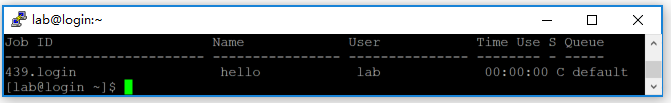 lab@login:~
Job ID                    Name             User            Time Use S Queue
------------------------- ---------------- --------------- -------- - -----
439.login                  hello            lab             00:00:00 C default
[lab@login ~]$